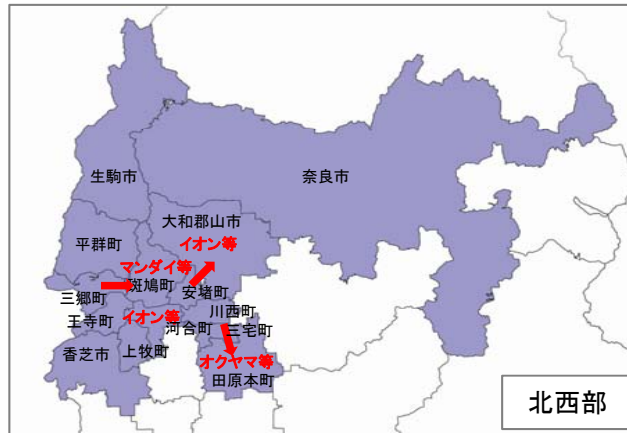 生駒市
奈良市
大和郡山市
イオン等
平群町
マンダイ等
斑鳩町
安堵町
三郷町
川西町
王寺町
イオン等
河合町
三宅町
香芝市
上牧町
オクヤマ等
田原本町
北西部